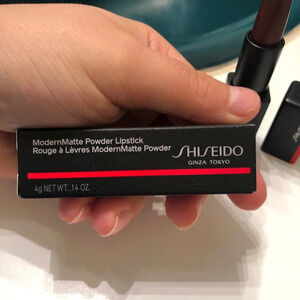 ModernMatte Powder Lipstick
Rouge à Lèvres ModernMatte Powder
SHISEIDO
GINZA TOKYO
4g NET WT. .14 OZ.